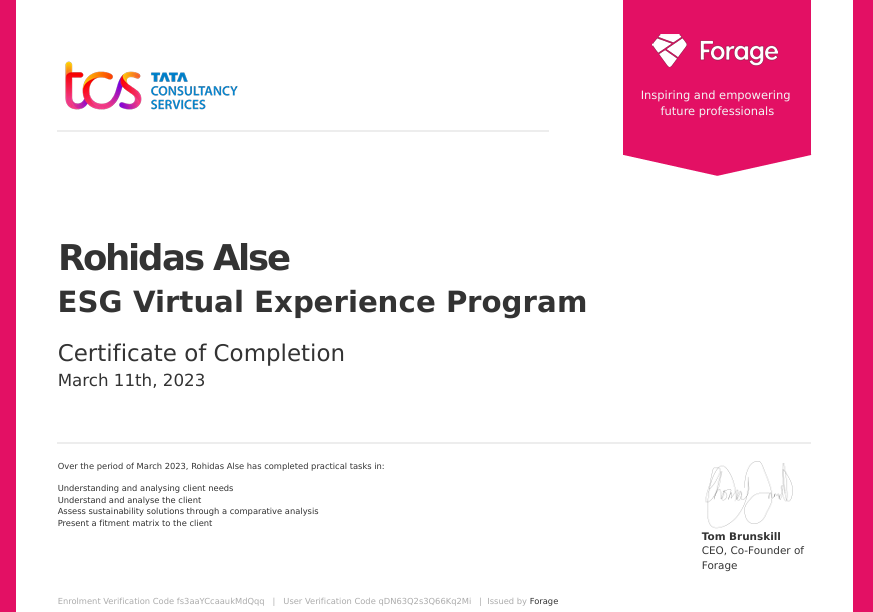 tcs TATA
CONSULTANCY
SERVICES
Forage
Inspiring and empowering
future professionals
Rohidas Alse
ESG Virtual Experience Program
Certificate of Completion
March 11th, 2023
Over the period of March 2023, Rohidas Alse has completed practical tasks in:
Understanding and analysing client needs
Understand and analyse the client
Assess sustainability solutions through a comparative analysis
Present a fitment matrix to the client
Tom Brunskill
CEO, Co-Founder of
Forage
Enrolment Verification Code fs3aaYCcaaukMdQqq | User Verification Code qDN63Q2s3Q66Kq2Mi | Issued by Forage